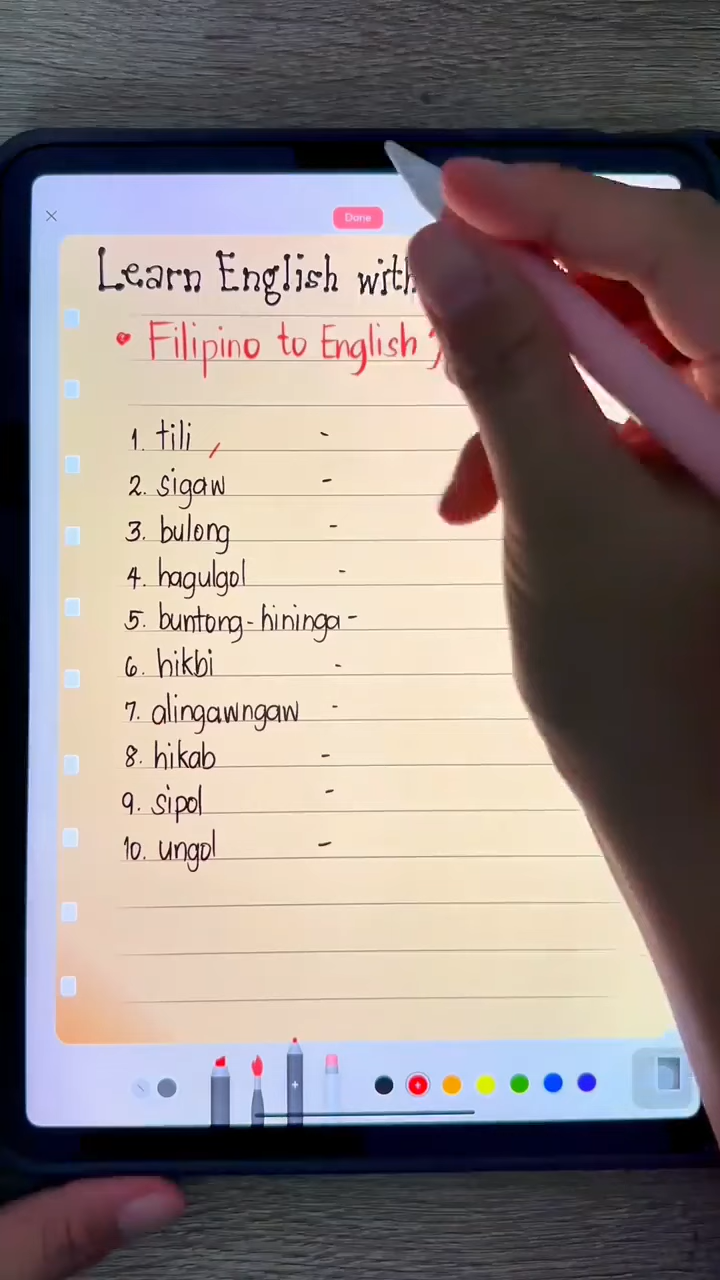 Done
Learn English with
• Filipino to English
1. tili -
2. sigaw -
3. bulong -
4. hagulgol -
5. buntong-hininga -
6. hikbi -
7. alingawngaw -
8. hikab -
9. sipol -
10. ungol -